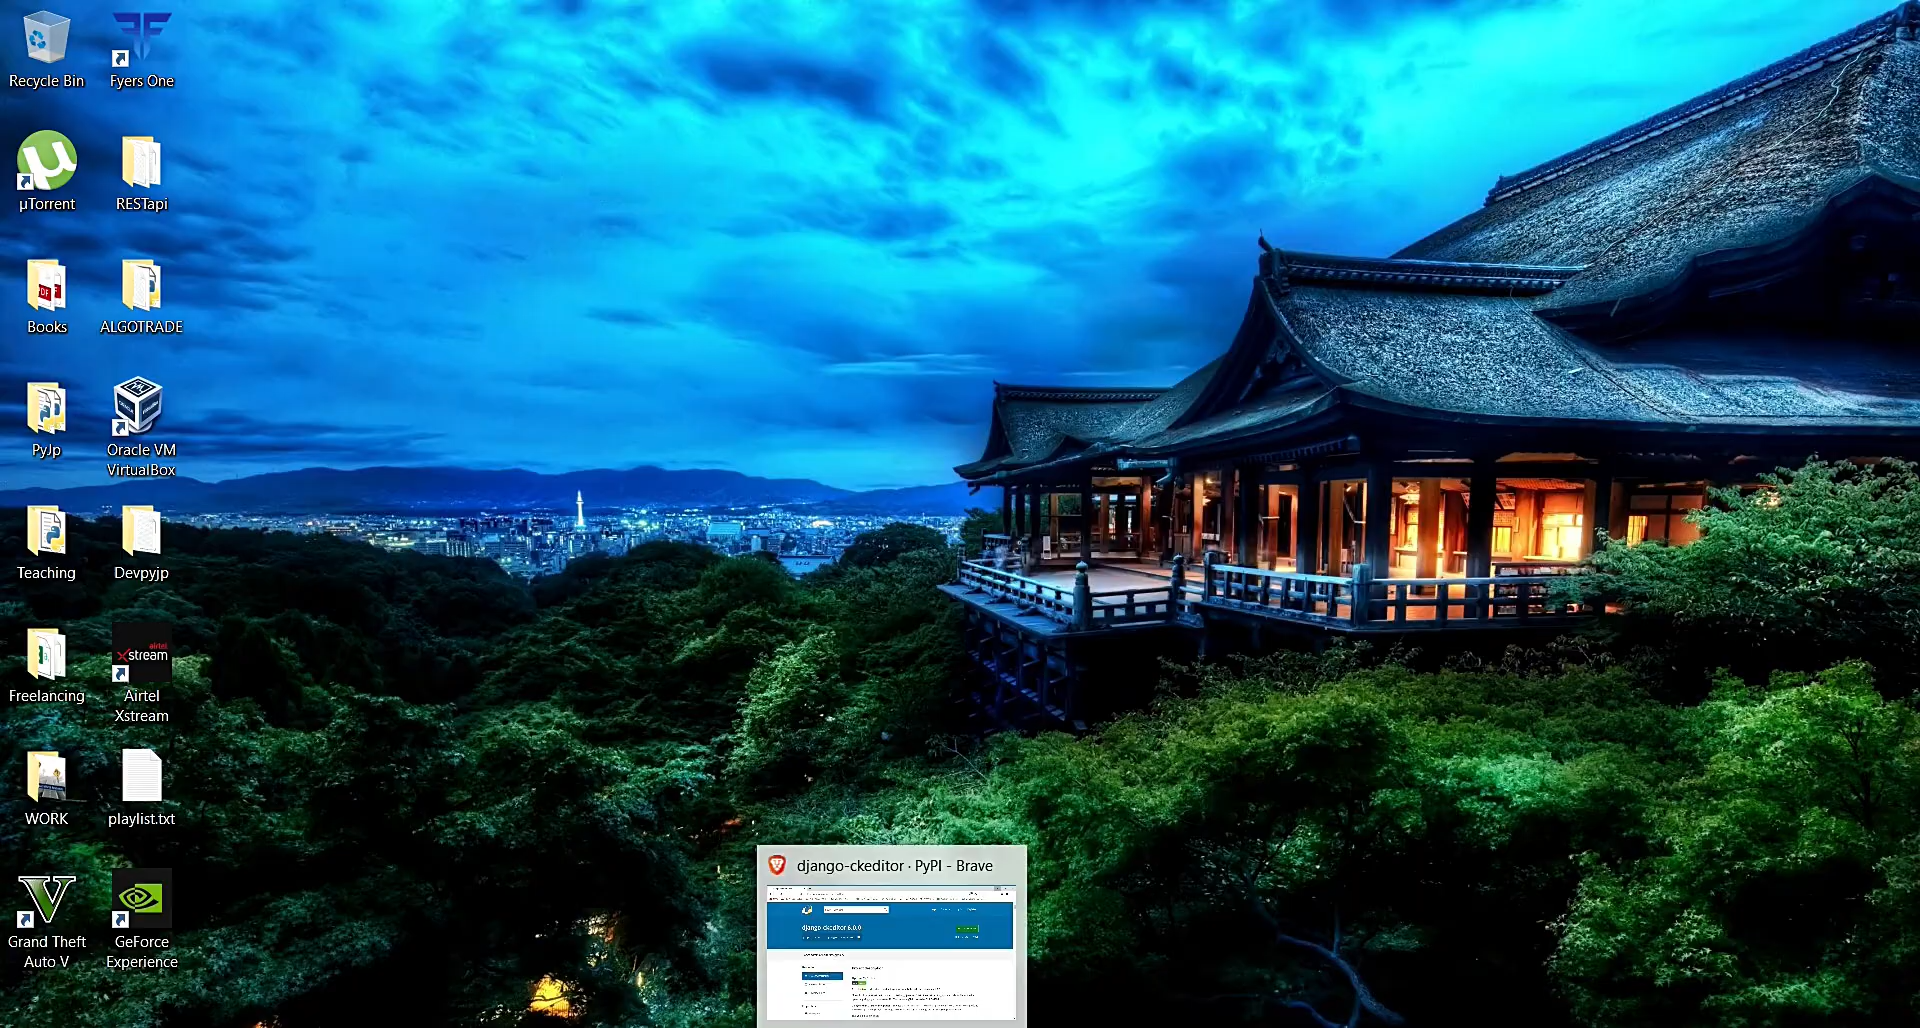 Recycle Bin
Fyers One
µTorrent
RESTapi
Books
ALGOTRADE
PyJp
Oracle VM
VirtualBox
Teaching
Devpyjp
Freelancing
airtel
xstream
Airtel
Xstream
WORK
playlist.txt
Grand Theft
Auto V
GeForce
Experience
django-ckeditor · PyPI - Brave
django-ckeditor 6.0.0